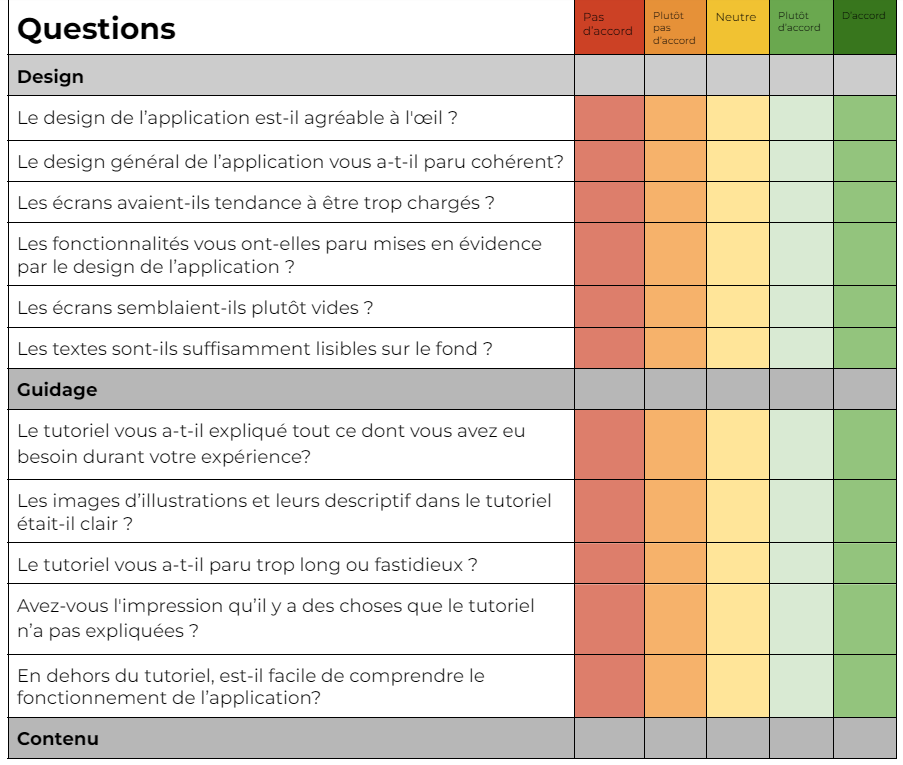 Questions
Pas
d'accord
Plutôt
pas
d'accord
Neutre
Plutôt
d'accord
D'accord
Design
Le design de l’application est-il agréable à l'œil ?
Le design général de l’application vous a-t-il paru cohérent?
Les écrans avaient-ils tendance à être trop chargés ?
Les fonctionnalités vous ont-elles paru mises en évidence
par le design de l’application ?
Les écrans semblaient-ils plutôt vides ?
Les textes sont-ils suffisamment lisibles sur le fond ?
Guidage
Le tutoriel vous a-t-il expliqué tout ce dont vous avez eu
besoin durant votre expérience?
Les images d’illustrations et leurs descriptif dans le tutoriel
était-il clair ?
Le tutoriel vous a-t-il paru trop long ou fastidieux ?
Avez-vous l'impression qu’il y a des choses que le tutoriel
n’a pas expliquées ?
En dehors du tutoriel, est-il facile de comprendre le
fonctionnement de l’application?
Contenu